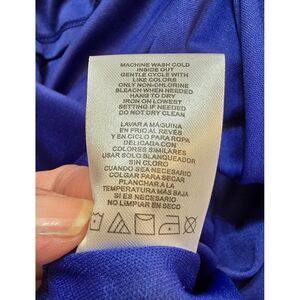 MACHINE WASH COLD
INSIDE OUT
GENTLE CYCLE WITH
LIKE COLORS
ONLY NON-CHLORINE
BLEACH WHEN NEEDED
HANG TO DRY
IRON ON LOWEST
SETTING IF NEEDED
DO NOT DRY CLEAN
LAVAR A MÁQUINA
EN FRIO AL REVÉS
Y EN CICLO PARA ROPA
DELICADA CON
COLORES SIMILARES
USAR SOLO BLANQUEADOR
SIN CLORO
CUANDO SEA NECESARIO
COLGAR PARA SECAR
PLANCHAR A LA
TEMPERATURA MÁS BAJA
SI ES NECESARIO
NO LIMPIAR EN SECO